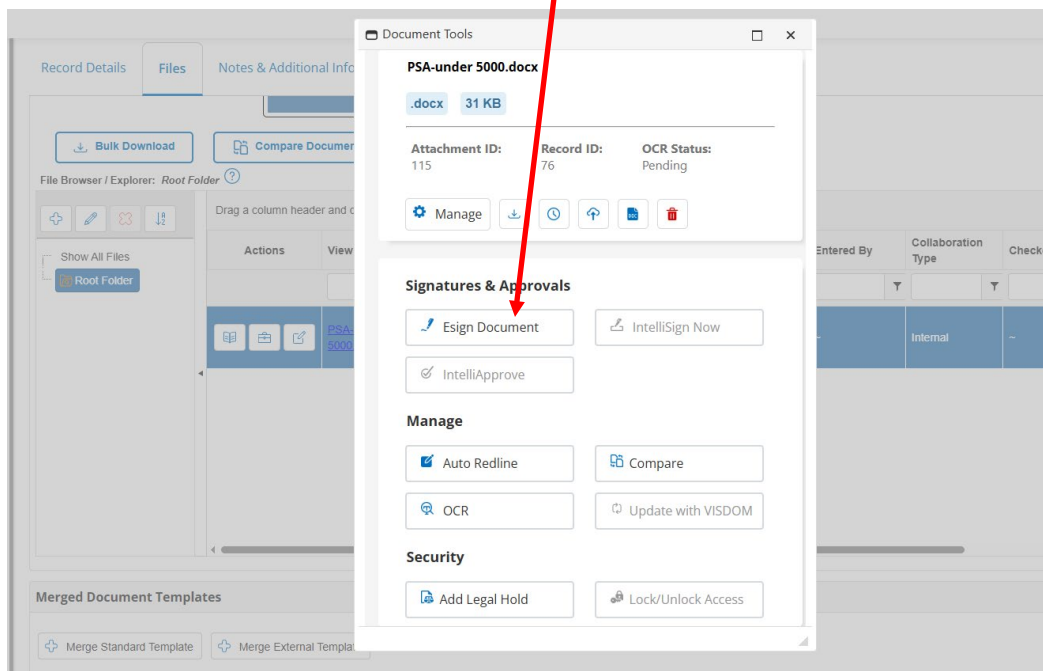 Document Tools
Record Details Files Notes & Additional Info
PSA-under 5000.docx
.docx 31 KB
Bulk Download Compare Documen
Attachment ID: Record ID: OCR Status:
115 76 Pending
File Browser / Explorer: Root Folder
Manage
Drag a column header and d
Actions View Entered By Collaboration Type Check
Show All Files
Root Folder
PSA-
5000
~ Internal ~
Signatures & Approvals
Esign Document IntelliSign Now
IntelliApprove
Manage
Auto Redline Compare
OCR Update with VISDOM
Security
Add Legal Hold Lock/Unlock Access
Merged Document Templates
Merge Standard Template Merge External Templa